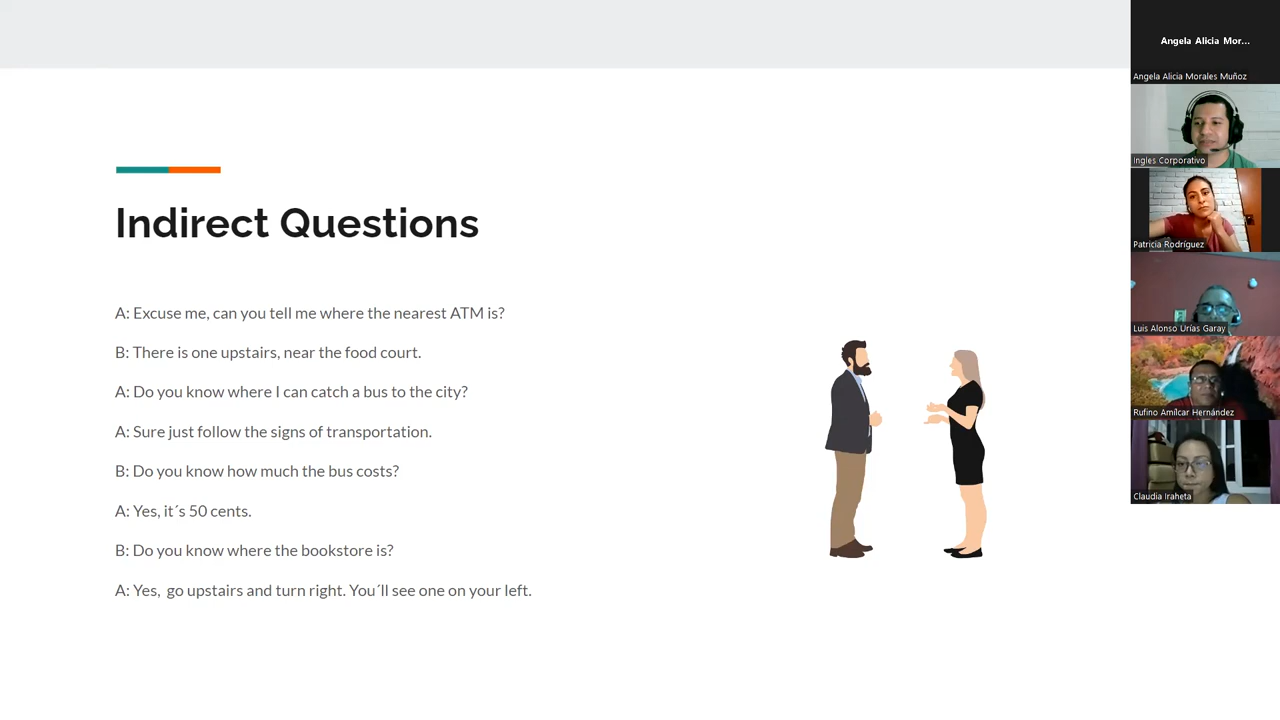 Indirect Questions
A: Excuse me, can you tell me where the nearest ATM is?
B: There is one upstairs, near the food court.
A: Do you know where I can catch a bus to the city?
A: Sure just follow the signs of transportation.
B: Do you know how much the bus costs?
A: Yes, it´s 50 cents.
B: Do you know where the bookstore is?
A: Yes,  go upstairs and turn right. You´ll see one on your left.
Angela Alicia Mor...
Angela Alicia Morales Muñoz
Ingles Corporativo
Patricia Rodríguez
Luis Alonso Urías Garay
Rufino Amílcar Hernández
Claudia Iraheta